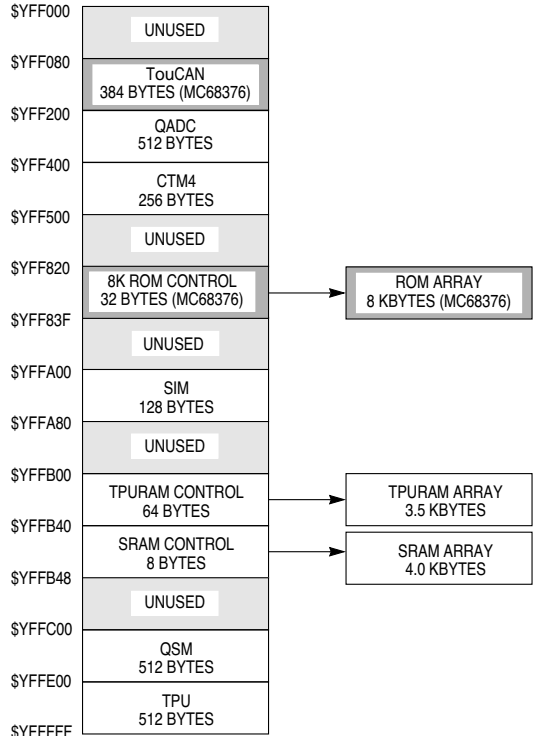 $YFF000
UNUSED
$YFF080
TouCAN
384 BYTES (MC68376)
$YFF200
QADC
512 BYTES
$YFF400
CTM4
256 BYTES
$YFF500
UNUSED
$YFF820
8K ROM CONTROL
32 BYTES (MC68376)
ROM ARRAY
8 KBYTES (MC68376)
$YFF83F
UNUSED
$YFFA00
SIM
128 BYTES
$YFFA80
UNUSED
$YFFB00
TPURAM CONTROL
64 BYTES
TPURAM ARRAY
3.5 KBYTES
$YFFB40
SRAM CONTROL
8 BYTES
SRAM ARRAY
4.0 KBYTES
$YFFB48
UNUSED
$YFFC00
QSM
512 BYTES
$YFFE00
TPU
512 BYTES
$YFFFFF